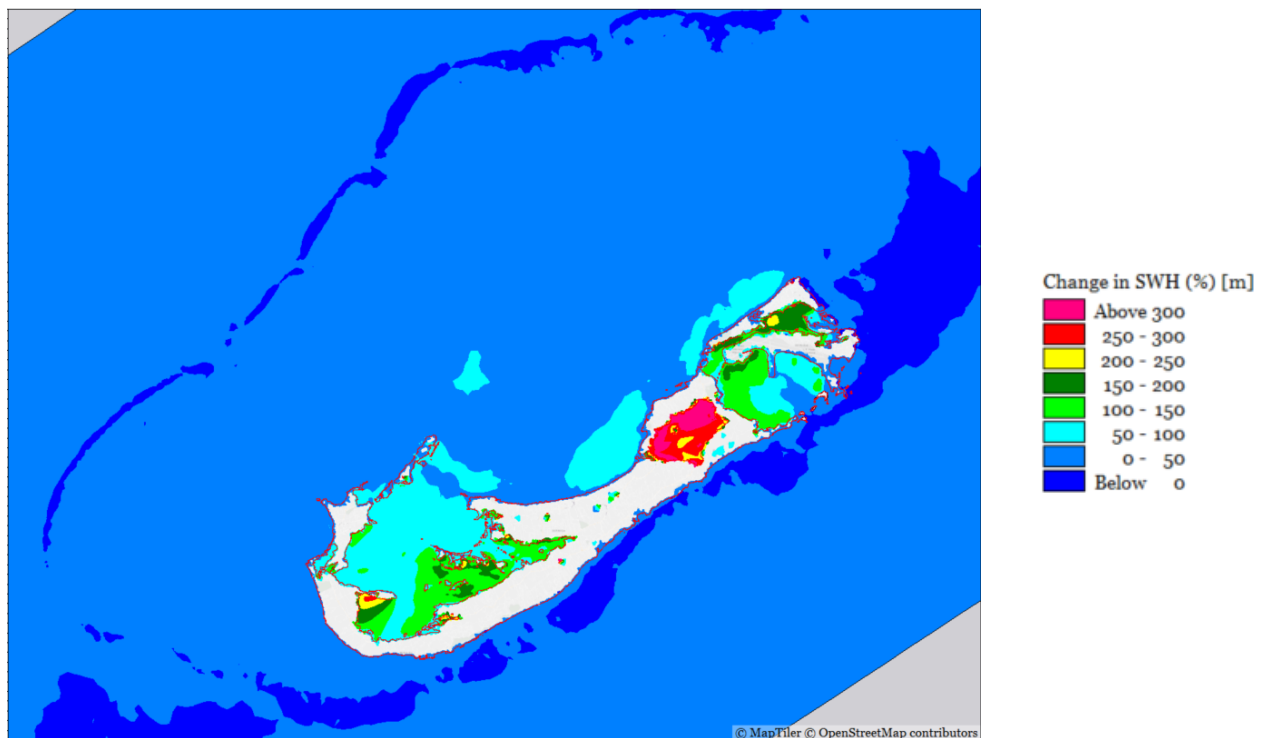 Change in SWH (%) [m]
Above 300
250 - 300
200 - 250
150 - 200
100 - 150
50 - 100
0 - 50
Below 0
© MapTiler © OpenStreetMap contributors